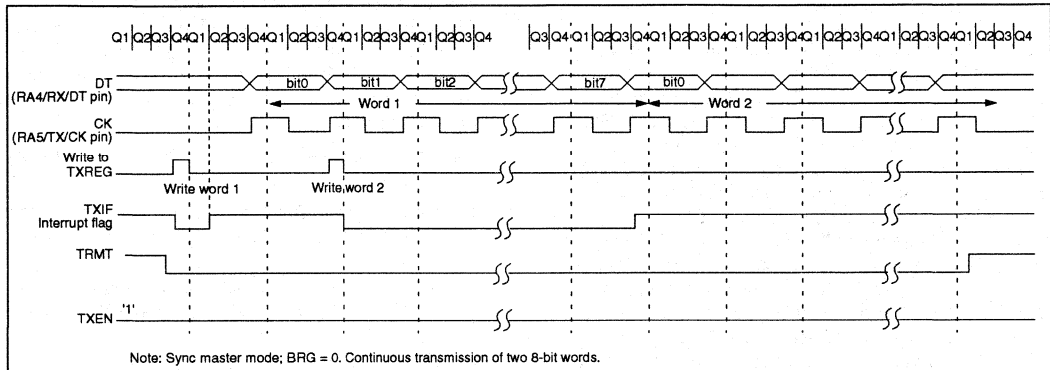 Q1 Q2 Q3 Q4 Q1 Q2 Q3 Q4 Q1 Q2 Q3 Q4 Q1 Q2 Q3 Q4 Q1 Q2 Q3 Q4 Q3 Q4 Q1 Q2 Q3 Q4 Q1 Q2 Q3 Q4 Q1 Q2 Q3 Q4 Q1 Q2 Q3 Q4 Q1 Q2 Q3 Q4 Q1 Q2 Q3 Q4
DT bit0 bit1 bit2 bit7 bit0
(RA4/RX/DT pin)
Word 1 Word 2
CK
(RA5/TX/CK pin)
Write to
TXREG
Write word 1 Write word 2
TXIF
Interrupt flag
TRMT
'1'
TXEN
Note: Sync master mode; BRG = 0. Continuous transmission of two 8-bit words.